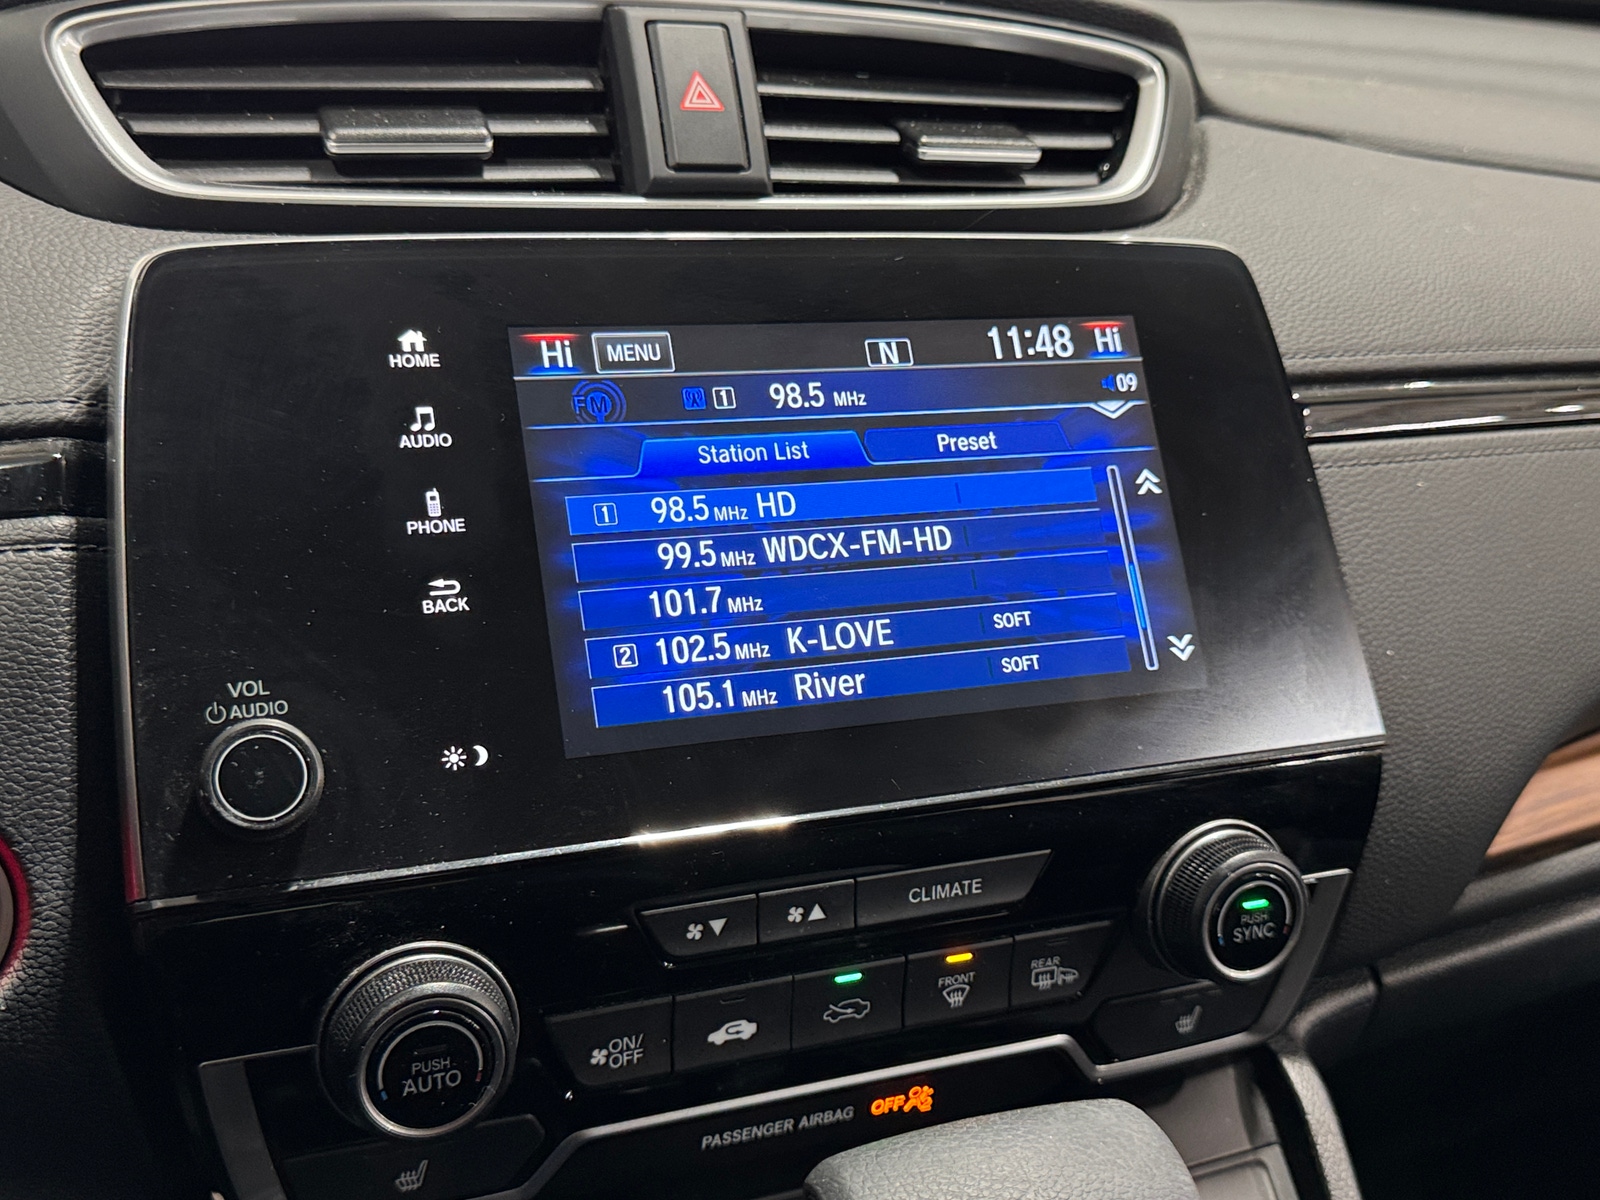 Hi MENU N 11:48 Hi
FM 1 98.5 MHz 09
Station List Preset
1 98.5 MHz HD
99.5 MHz WDCX-FM-HD
101.7 MHz
2 102.5 MHz K-LOVE SOFT
105.1 MHz River SOFT
HOME
AUDIO
PHONE
BACK
VOL
AUDIO
CLIMATE
PUSH
SYNC
FRONT
REAR
ON/
OFF
PUSH
AUTO
PASSENGER AIRBAG OFF